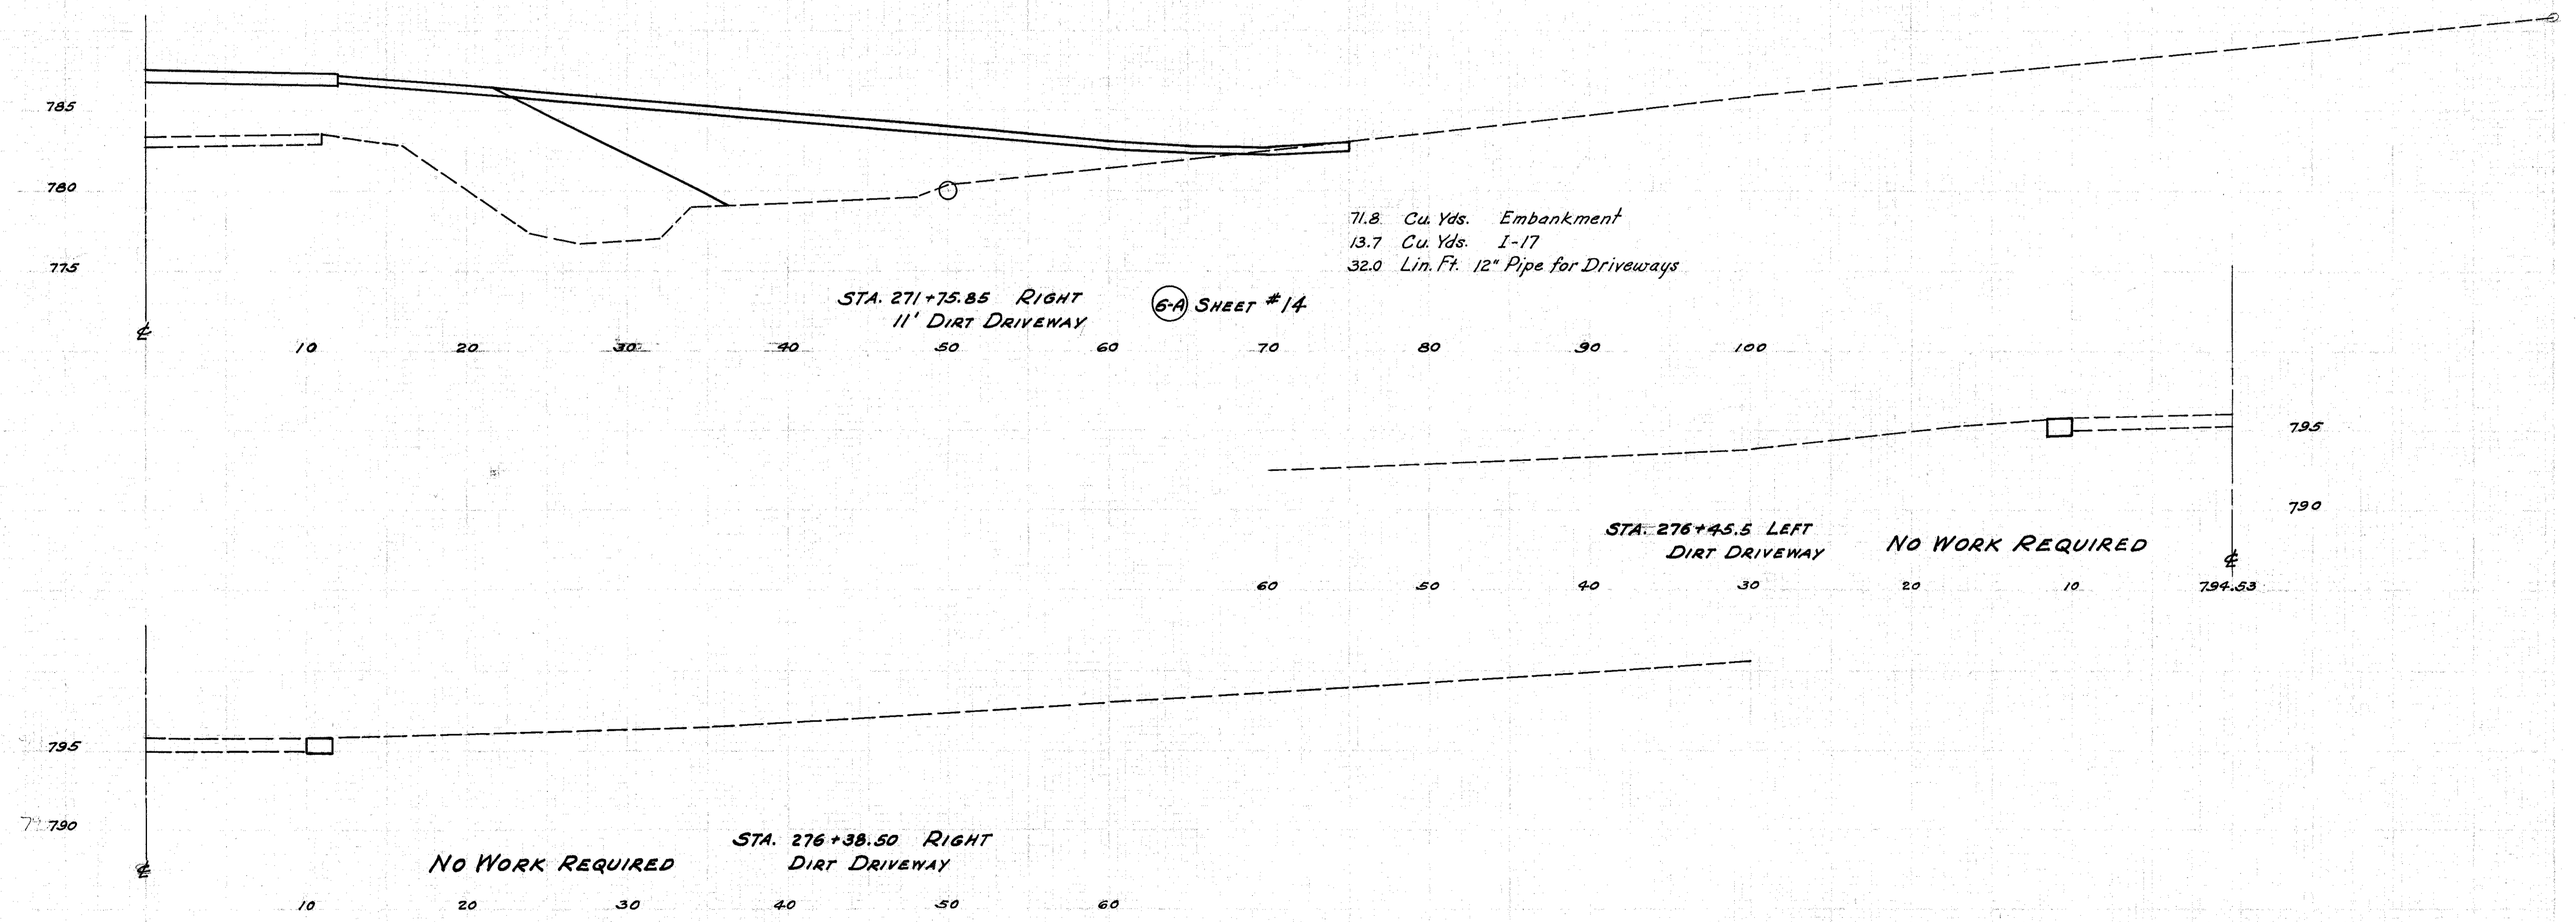 785
780
775
71.8 Cu. Yds. Embankment
13.7 Cu. Yds. I-17
32.0 Lin. Ft. 12" Pipe for Driveways
STA. 271+75.85 RIGHT
11' DIRT DRIVEWAY
6-A SHEET #14
℄
10 20 30 40 50 60 70 80 90 100
795
790
STA. 276+45.5 LEFT
DIRT DRIVEWAY
NO WORK REQUIRED
℄
60 50 40 30 20 10 794.53
795
790
STA. 276+38.50 RIGHT
DIRT DRIVEWAY
NO WORK REQUIRED
℄
10 20 30 40 50 60